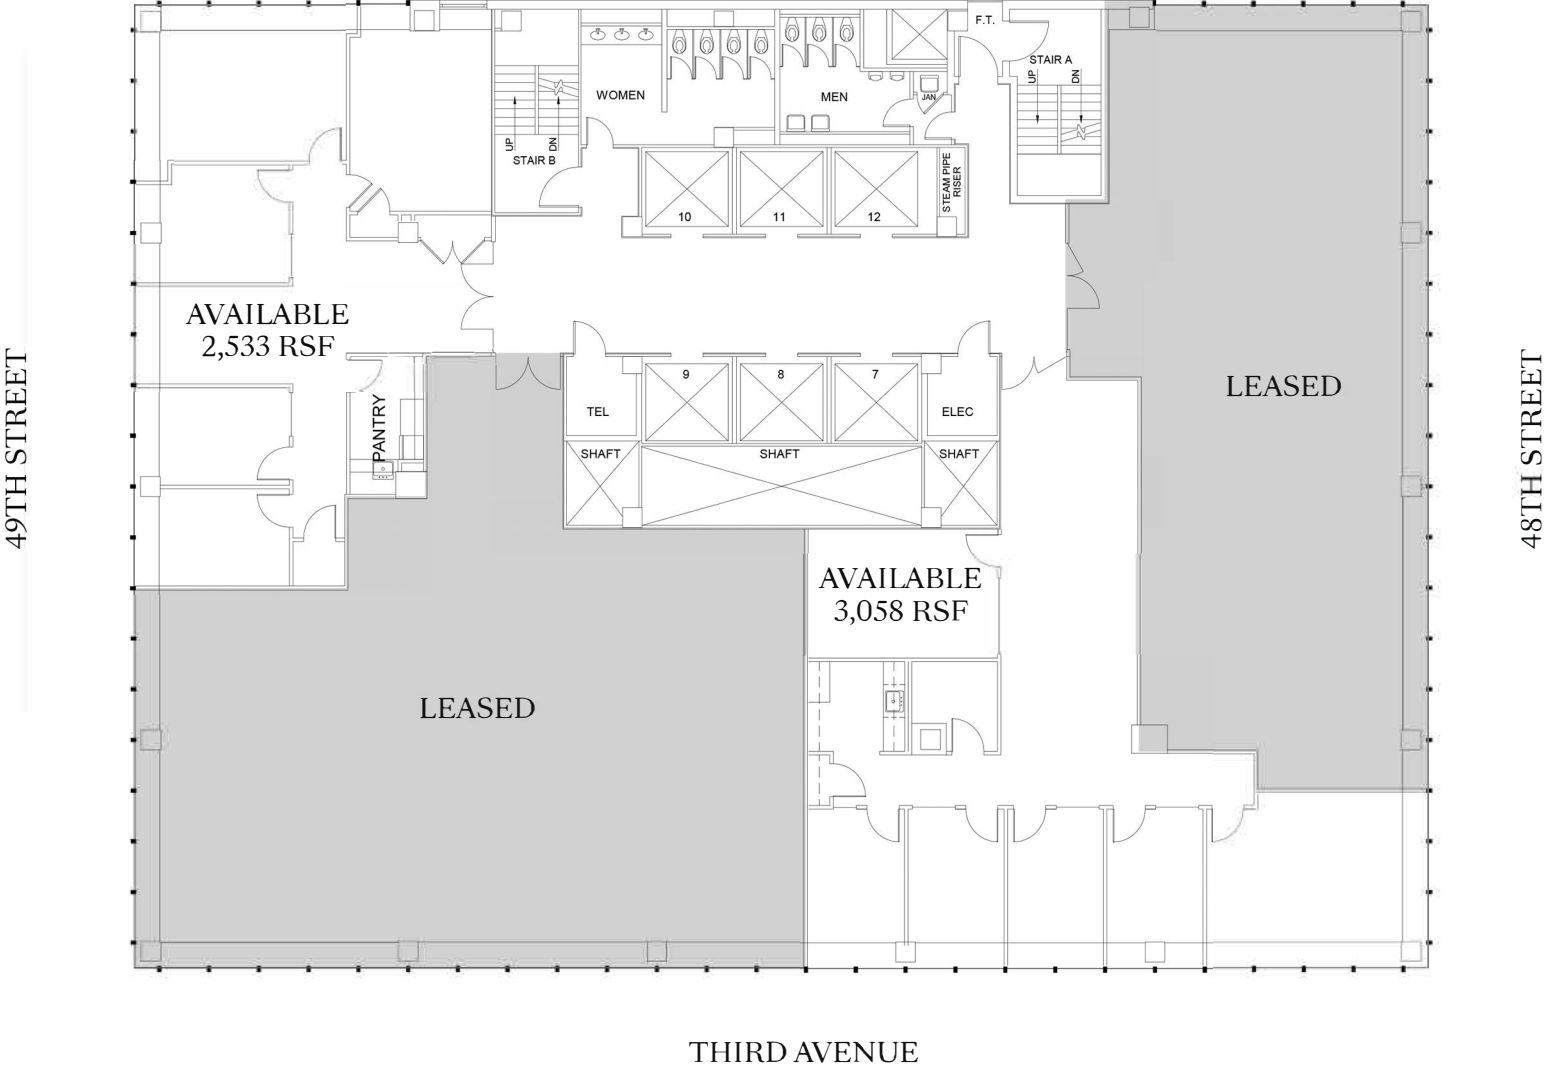 F.T.
STAIR A
UP
DN
WOMEN
MEN
JAN
UP
DN
STAIR B
STEAM PIPE
RISER
10
11
12
AVAILABLE
2,533 RSF
49TH STREET
48TH STREET
LEASED
9
8
7
PANTRY
TEL
ELEC
SHAFT
SHAFT
SHAFT
AVAILABLE
3,058 RSF
LEASED
THIRD AVENUE